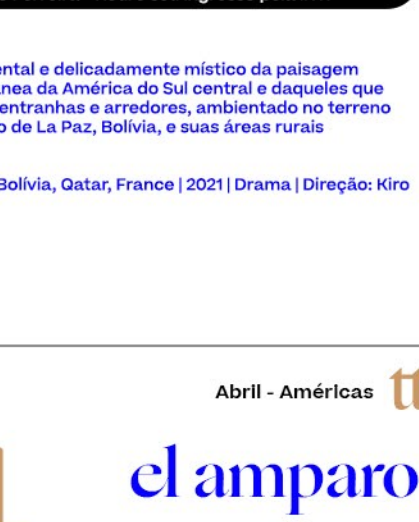 ental e delicadamente místico da paisagem
nea da América do Sul central e daqueles que
entranhas e arredores, ambientado no terreno
o de La Paz, Bolívia, e suas áreas rurais
Bolívia, Qatar, France | 2021 | Drama | Direção: Kiro
Abril - Américas
el amparo